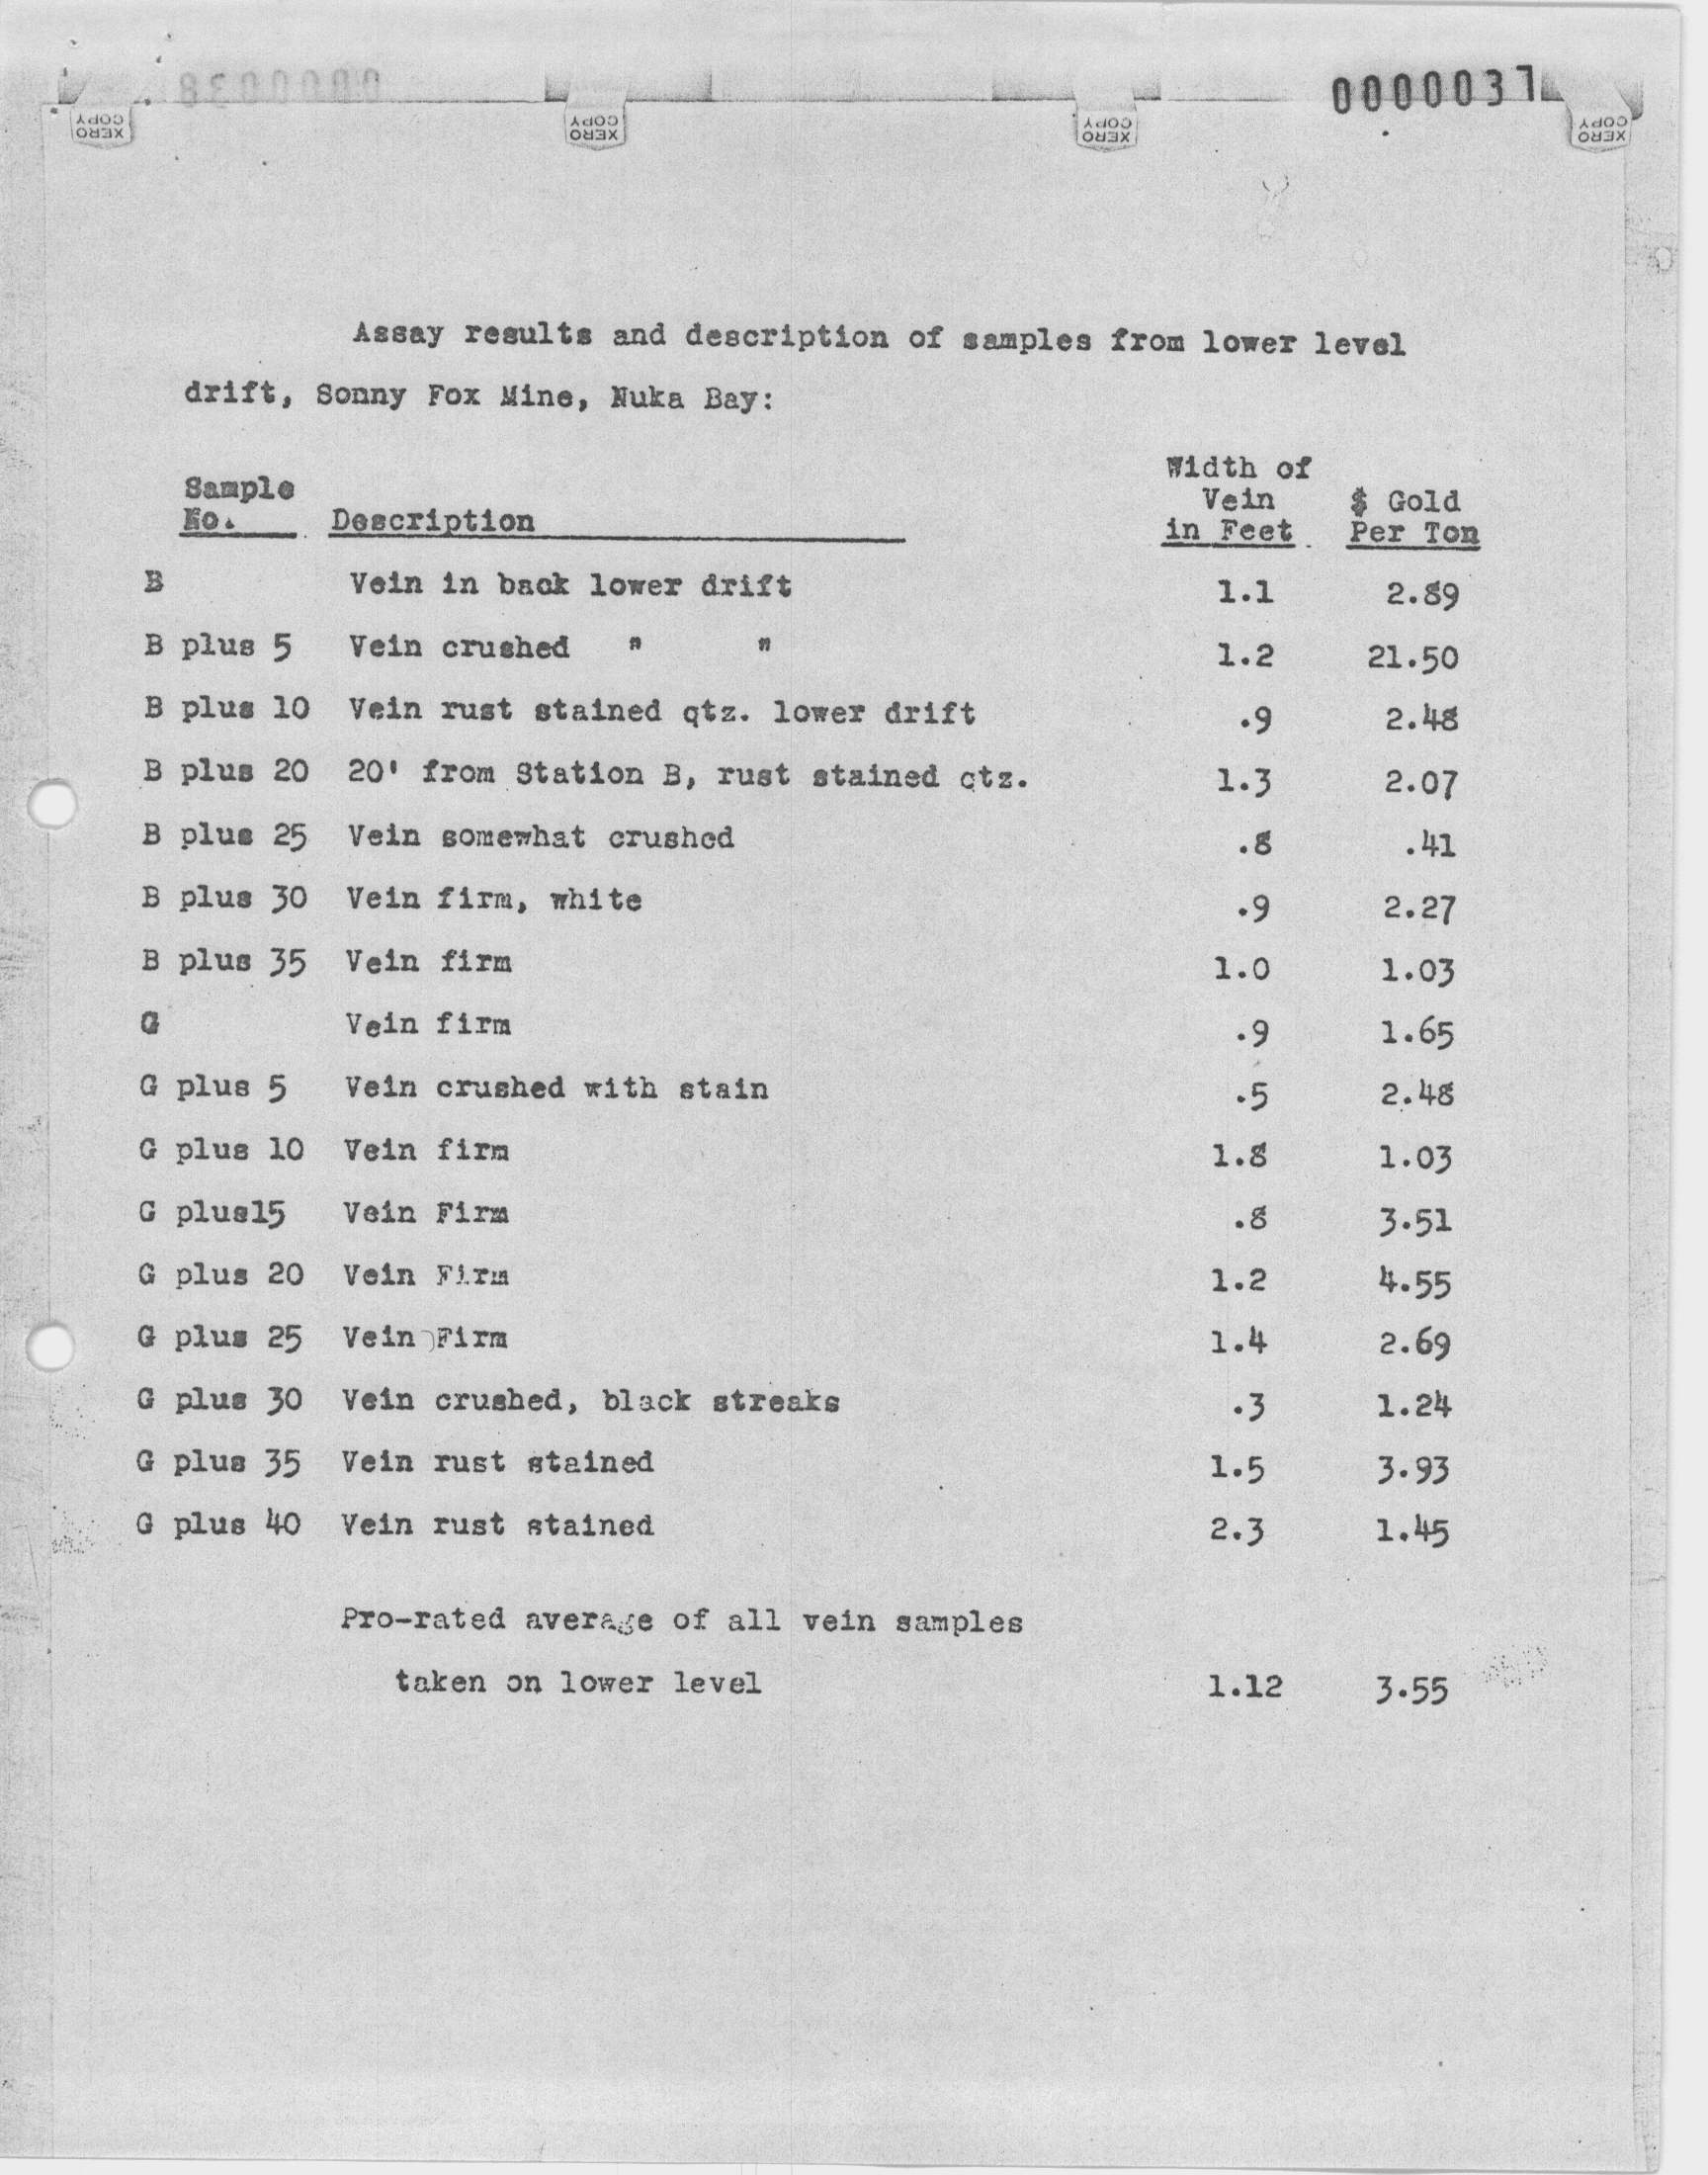 0000038
0000037
XERO COPY
XERO COPY
XERO COPY
XERO COPY
Assay results and description of samples from lower level
drift, Sonny Fox Mine, Nuka Bay:
Sample No. Description Width of Vein in Feet $ Gold Per Ton
B Vein in back lower drift 1.1 2.89
B plus 5 Vein crushed " " 1.2 21.50
B plus 10 Vein rust stained qtz. lower drift .9 2.48
B plus 20 20' from Station B, rust stained qtz. 1.3 2.07
B plus 25 Vein somewhat crushed .8 .41
B plus 30 Vein firm, white .9 2.27
B plus 35 Vein firm 1.0 1.03
G Vein firm .9 1.65
G plus 5 Vein crushed with stain .5 2.48
G plus 10 Vein firm 1.8 1.03
G plus15 Vein Firm .8 3.51
G plus 20 Vein Firm 1.2 4.55
G plus 25 Vein Firm 1.4 2.69
G plus 30 Vein crushed, black streaks .3 1.24
G plus 35 Vein rust stained 1.5 3.93
G plus 40 Vein rust stained 2.3 1.45
Pro-rated average of all vein samples
taken on lower level 1.12 3.55